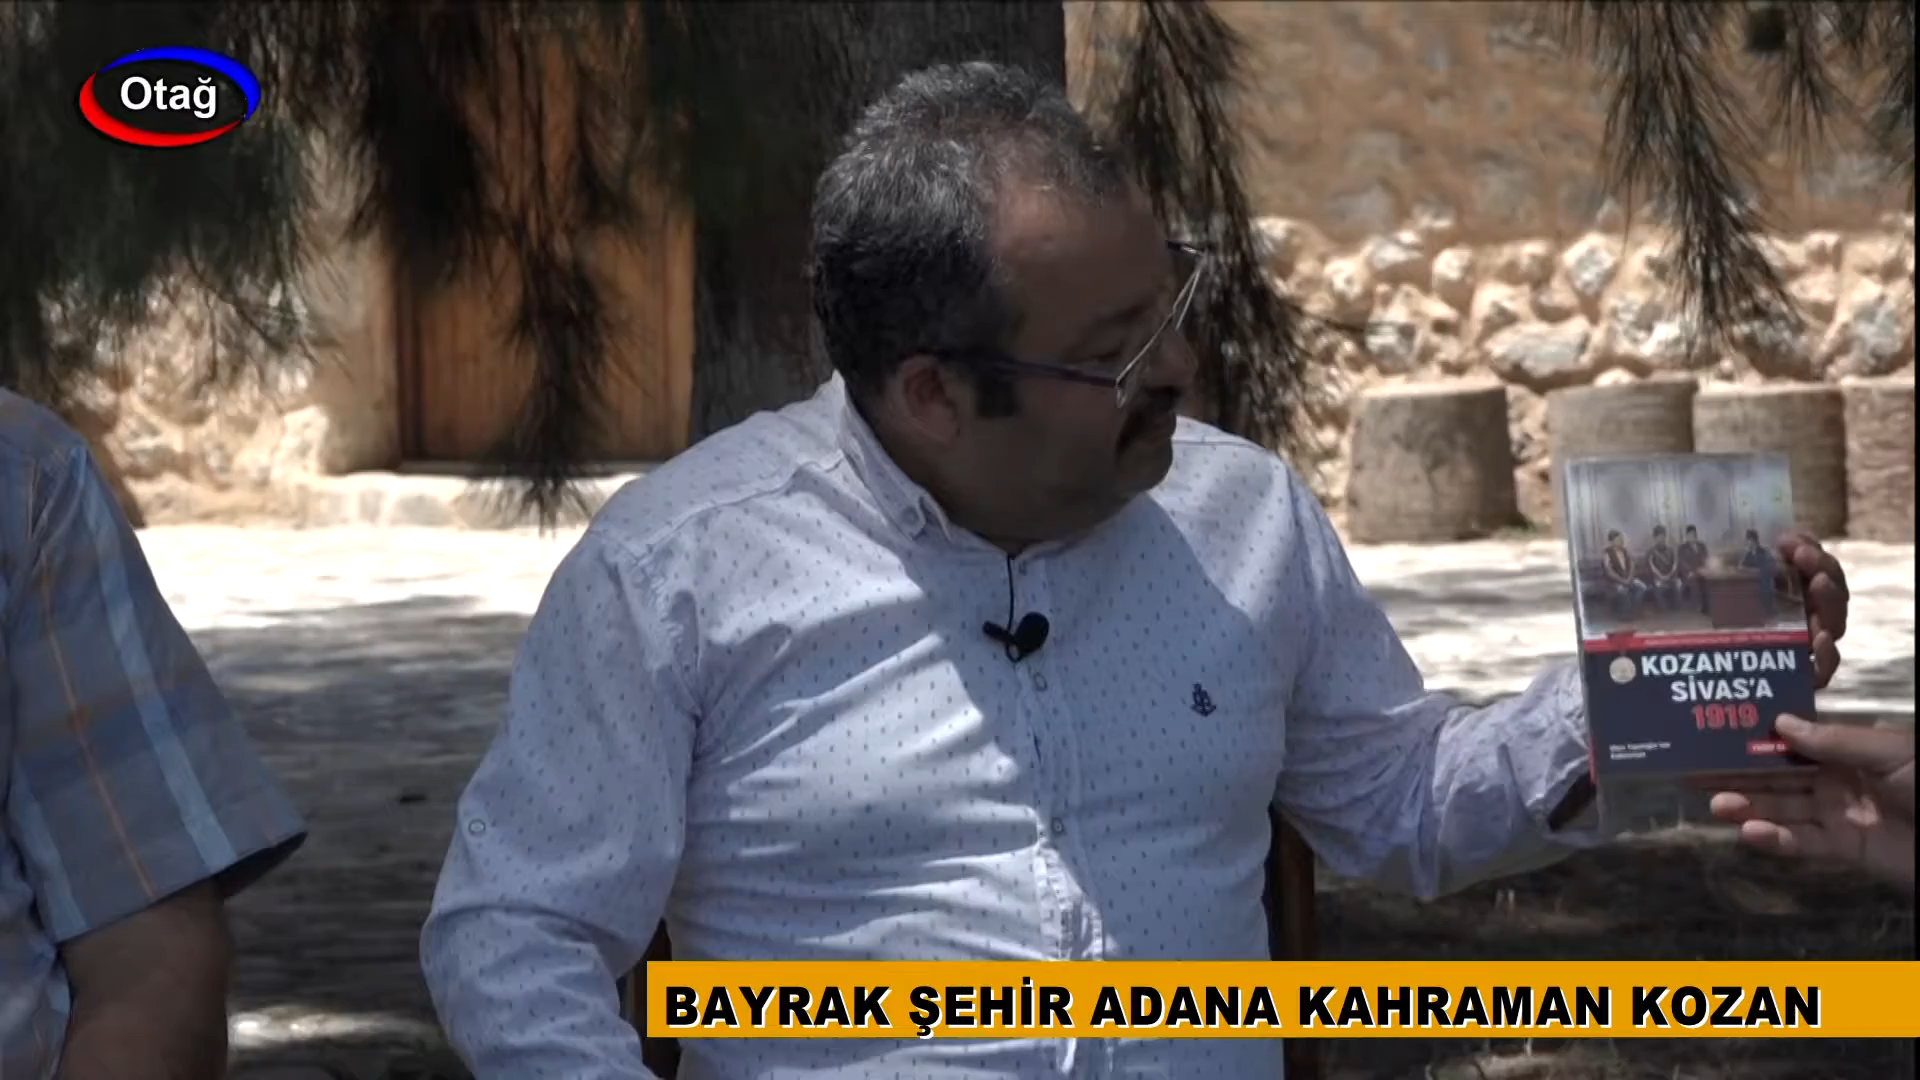 Otağ
KOZAN'DAN
SİVAS'A
1919
BAYRAK ŞEHİR ADANA KAHRAMAN KOZAN